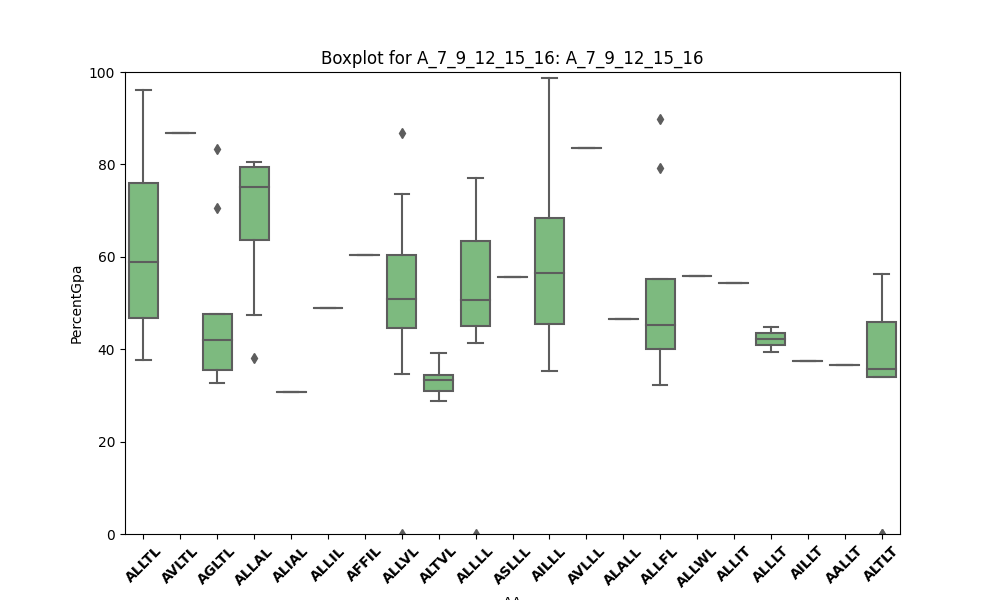 Boxplot for A_7_9_12_15_16: A_7_9_12_15_16
100
80
60
40
20
0
PercentGpa
ALLTL AVLTL AGLTL ALLAL ALIAL ALLIL AFFIL ALLVL ALTVL ALLLL ASLLL AILLL AVLLL ALALL ALLFL ALLWL ALLIT ALLLT AILLT AALLT ALTLT
AA